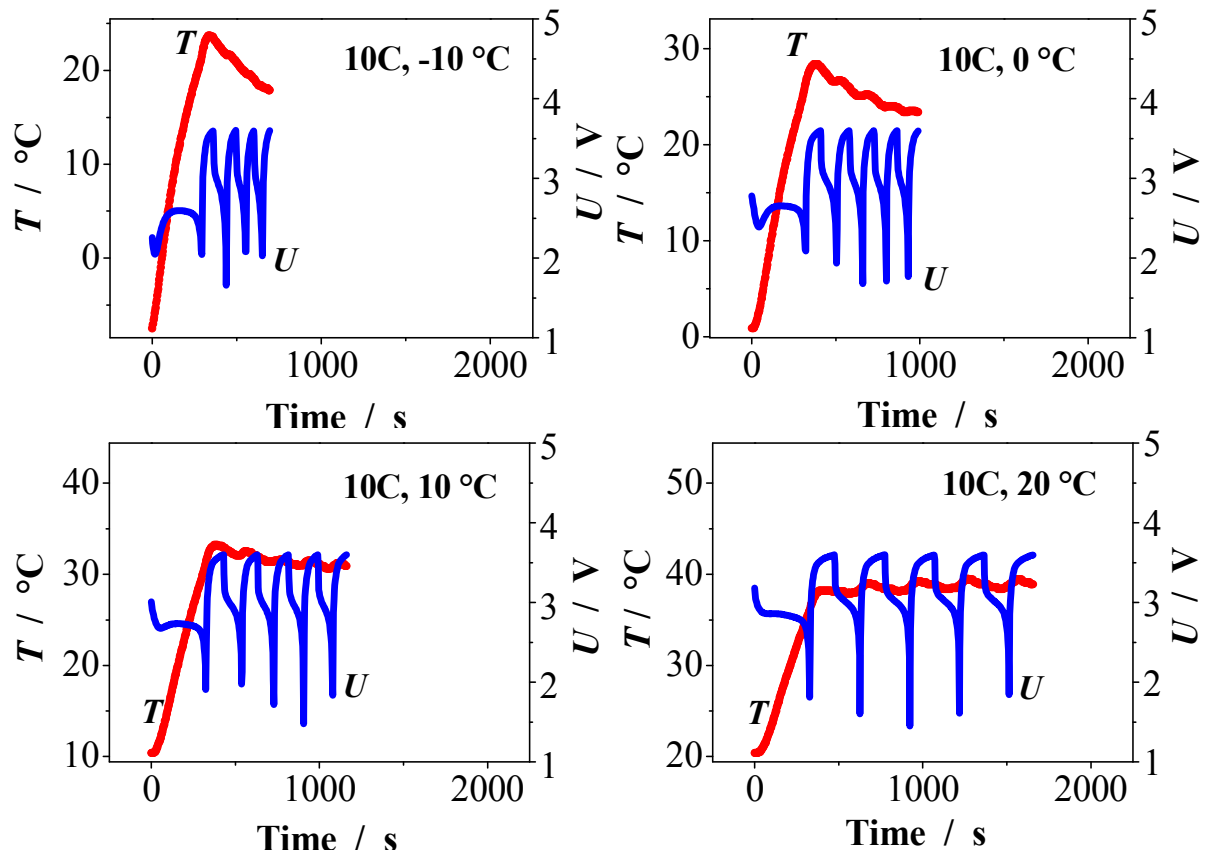 T
10C, -10 °C
20
10
0
T / °C
5
4
3
2
1
U / V
U
0 1000 2000
Time / s
T
10C, 0 °C
30
20
10
0
T / °C
5
4
3
2
1
U / V
U
0 1000 2000
Time / s
10C, 10 °C
40
30
20
10
T / °C
T
5
4
3
2
1
U / V
U
0 1000 2000
Time / s
10C, 20 °C
50
40
30
20
T / °C
T
5
4
3
2
1
U / V
U
0 1000 2000
Time / s